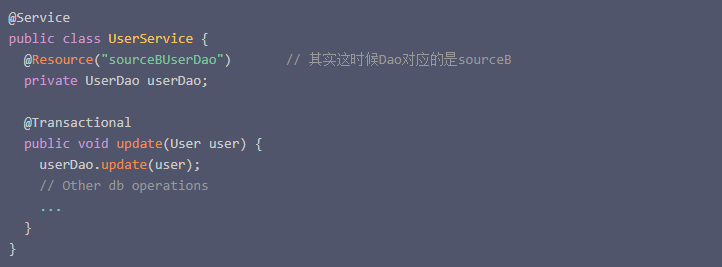 @Service
public class UserService {
@Resource("sourceBUserDao") // 其实这时候Dao对应的是sourceB
private UserDao userDao;
@Transactional
public void update(User user) {
userDao.update(user);
// Other db operations
...
}
}